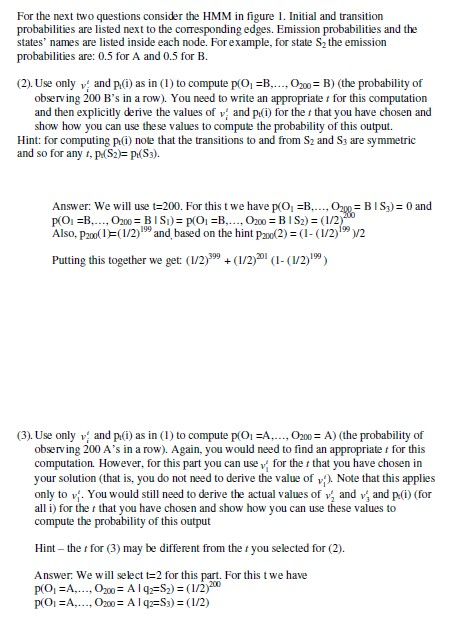 For the next two questions consider the HMM in figure 1. Initial and transition
probabilities are listed next to the corresponding edges. Emission probabilities and the
states' names are listed inside each node. For example, for state S₂ the emission
probabilities are: 0.5 for A and 0.5 for B.
(2). Use only vᵢᵗ and pₜ(i) as in (1) to compute p(O₁ =B,…, O₂₀₀ = B) (the probability of
observing 200 B's in a row). You need to write an appropriate t for this computation
and then explicitly derive the values of vᵢᵗ and pₜ(i) for the t that you have chosen and
show how you can use these values to compute the probability of this output.
Hint: for computing pₜ(i) note that the transitions to and from S₂ and S₃ are symmetric
and so for any t, pₜ(S₂)= pₜ(S₃).
Answer: We will use t=200. For this t we have p(O₁ =B,…, O₂₀₀ = B | S₃) = 0 and
p(O₁ =B,…, O₂₀₀ = B | S₁) = p(O₁ =B,…, O₂₀₀ = B | S₂) = (1/2)²⁰⁰
Also, p₂₀₀(1)=(1/2)¹⁹⁹ and based on the hint p₂₀₀(2) = (1- (1/2)¹⁹⁹ )/2
Putting this together we get: (1/2)³⁹⁹ + (1/2)²⁰¹ (1- (1/2)¹⁹⁹ )
(3). Use only vᵢᵗ and pₜ(i) as in (1) to compute p(O₁ =A,…, O₂₀₀ = A) (the probability of
observing 200 A's in a row). Again, you would need to find an appropriate t for this
computation. However, for this part you can use v₁ᵗ for the t that you have chosen in
your solution (that is, you do not need to derive the value of v₁ᵗ). Note that this applies
only to v₁ᵗ. You would still need to derive the actual values of v₂ᵗ and v₃ᵗ and pₜ(i) (for
all i) for the t that you have chosen and show how you can use these values to
compute the probability of this output
Hint – the t for (3) may be different from the t you selected for (2).
Answer: We will select t=2 for this part. For this t we have
p(O₁ =A,…, O₂₀₀ = A | q₂=S₂) = (1/2)²⁰⁰
p(O₁ =A,…, O₂₀₀ = A | q₂=S₃) = (1/2)